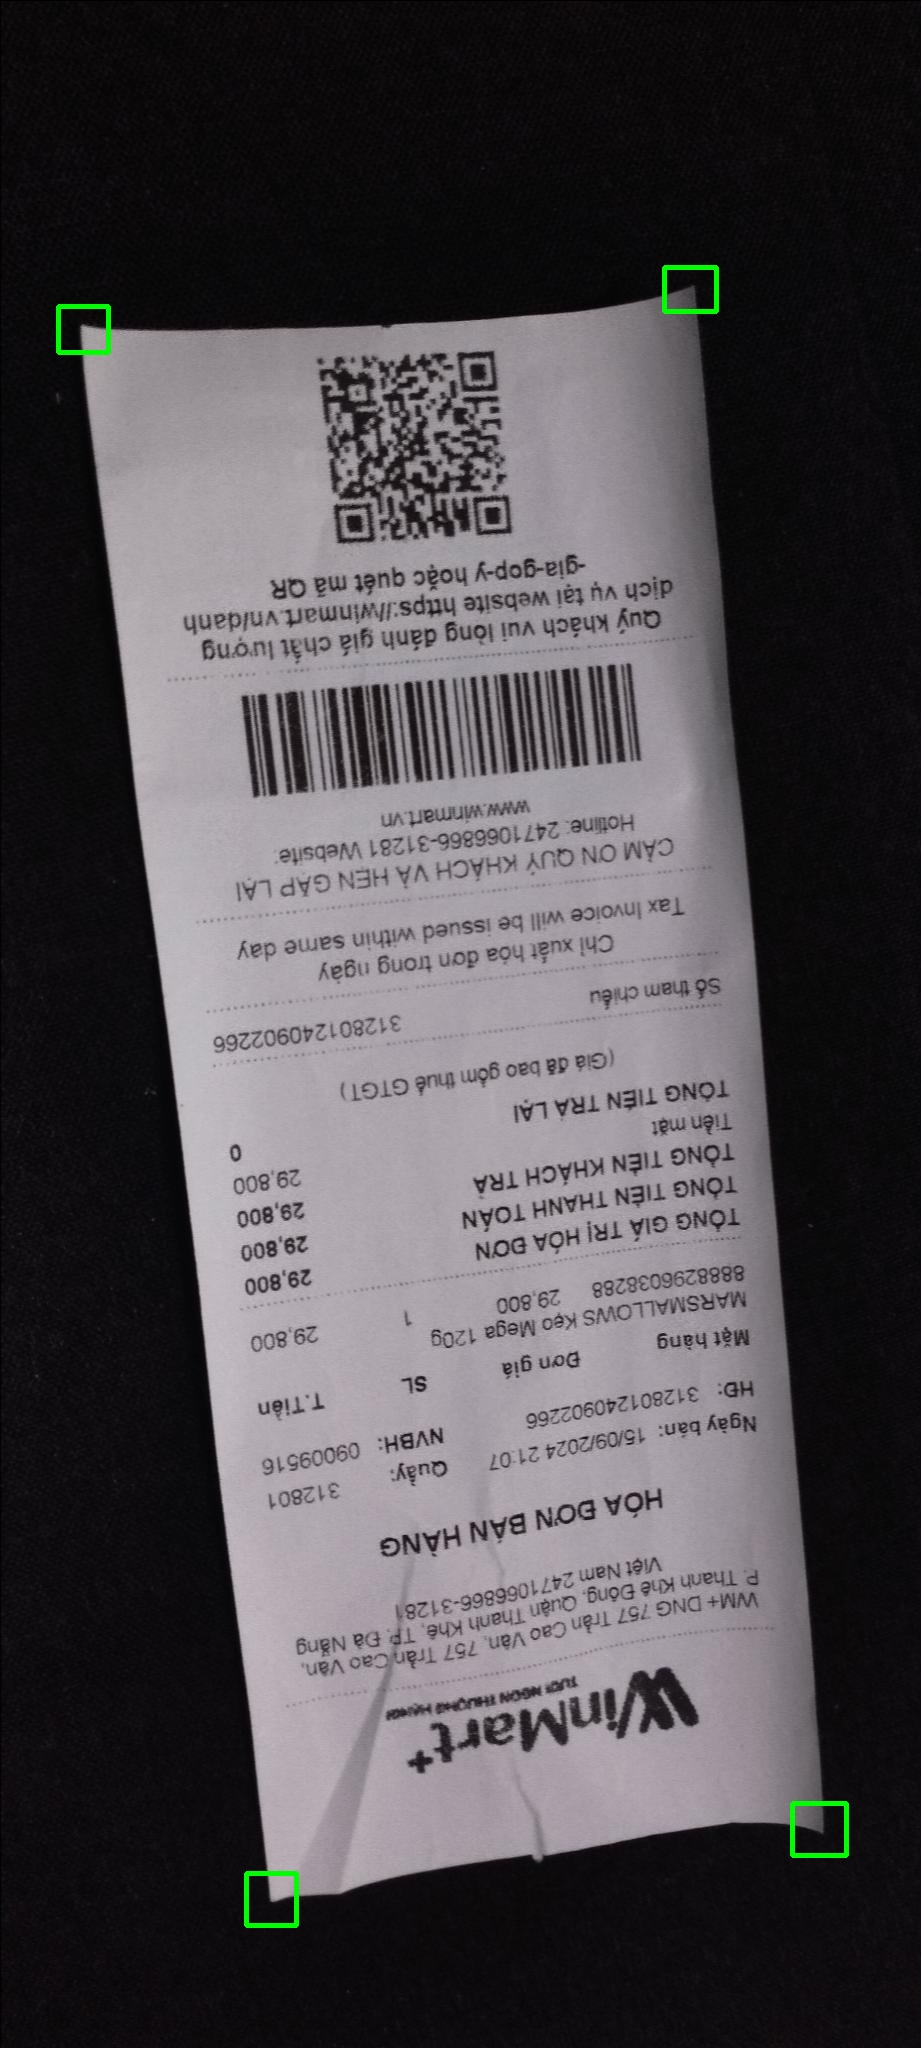 WinMart+
TƯƠI NGON THƯỢNG HẠNG!
WM+ DNG 757 Trần Cao Vân, 757 Trần Cao Vân,
P. Thanh Khê Đông, Quận Thanh Khê, TP. Đà Nẵng
Việt Nam 2471066866-31281
HÓA ĐƠN BÁN HÀNG
Ngày bán: 15/09/2024 21:07 Quầy: 312801
HĐ: 312801240902266 NVBH: 09009516
Mặt hàng Đơn giá SL T.Tiền
MARSMALLOWS Kẹo Mega 120g
8888296038288 29,800 1 29,800
TỔNG GIÁ TRỊ HÓA ĐƠN 29,800
TỔNG TIỀN THANH TOÁN 29,800
TỔNG TIỀN KHÁCH TRẢ 29,800
Tiền mặt 29,800
TỔNG TIỀN TRẢ LẠI 0
(Giá đã bao gồm thuế GTGT)
Số tham chiếu 312801240902266
Chỉ xuất hóa đơn trong ngày
Tax Invoice will be issued within same day
CẢM ƠN QUÝ KHÁCH VÀ HẸN GẶP LẠI
Hotline: 2471066866-31281 Website:
www.winmart.vn
Quý khách vui lòng đánh giá chất lượng
dịch vụ tại website https://winmart.vn/danh
-gia-gop-y hoặc quét mã QR